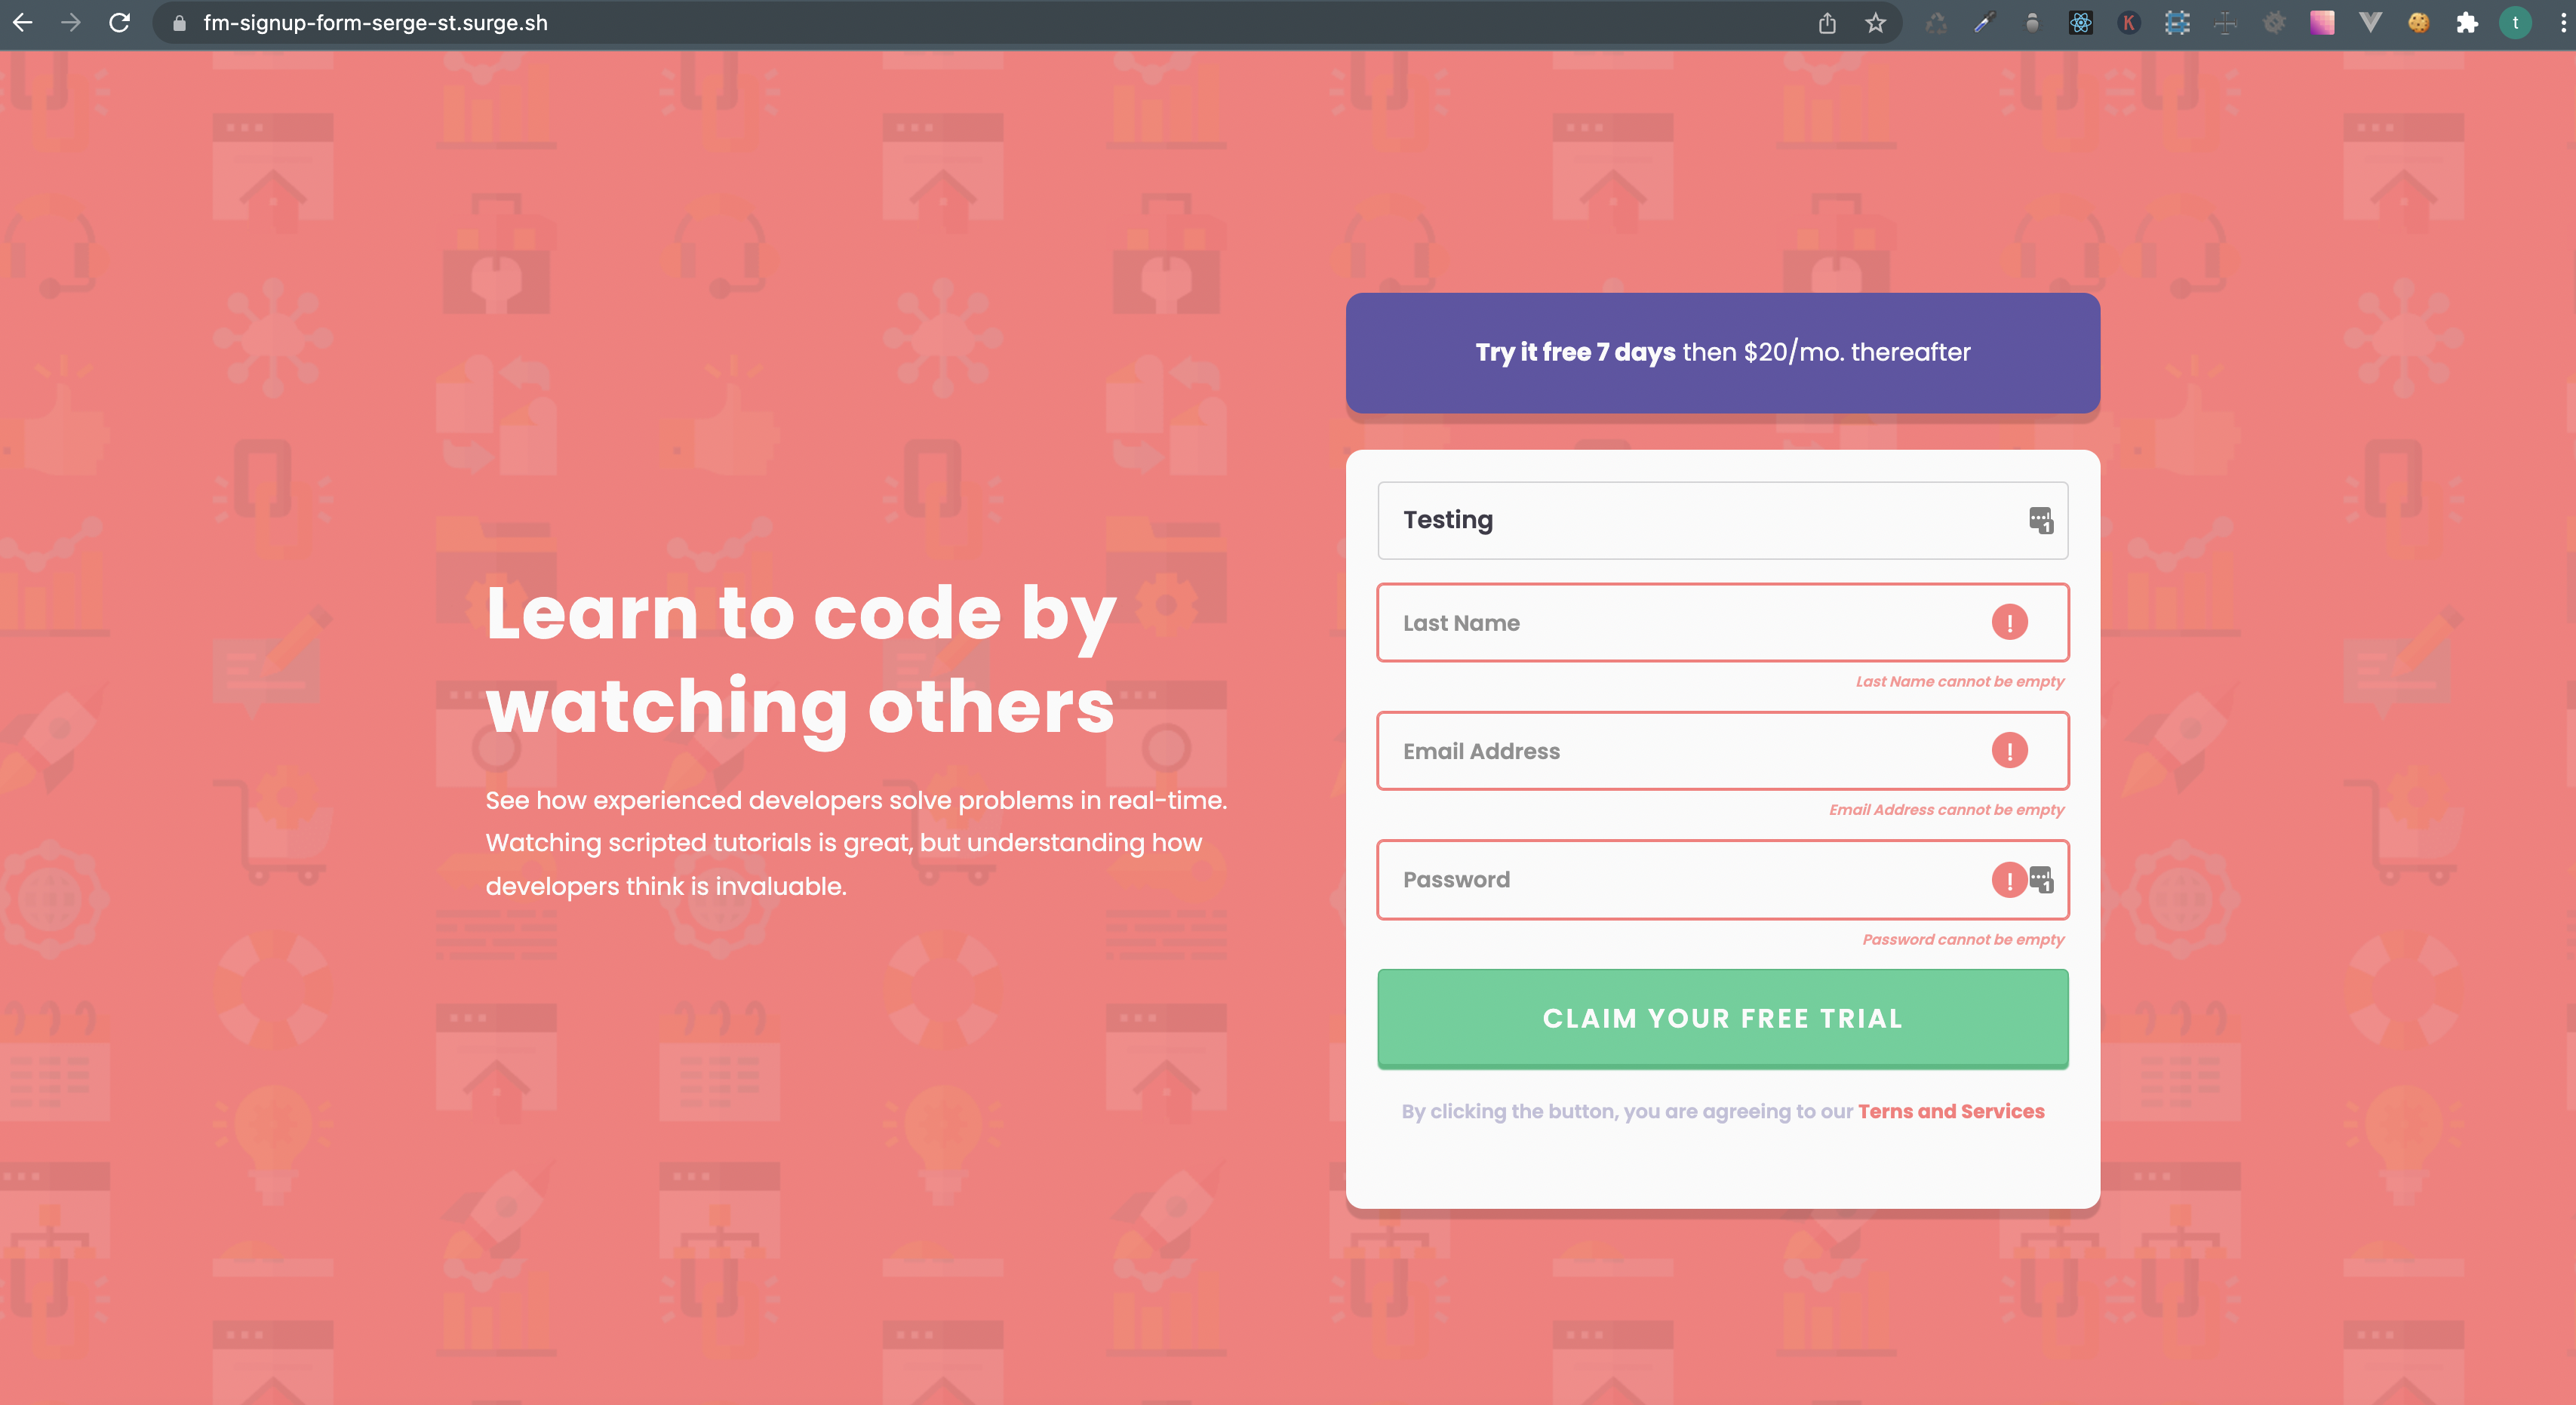 fm-signup-form-serge-st.surge.sh
K
t
Try it free 7 days then $20/mo. thereafter
Testing
1
Learn to code by
watching others
See how experienced developers solve problems in real-time.
Watching scripted tutorials is great, but understanding how
developers think is invaluable.
Last Name
!
Last Name cannot be empty
Email Address
!
Email Address cannot be empty
Password
!
1
Password cannot be empty
CLAIM YOUR FREE TRIAL
By clicking the button, you are agreeing to our Terns and Services